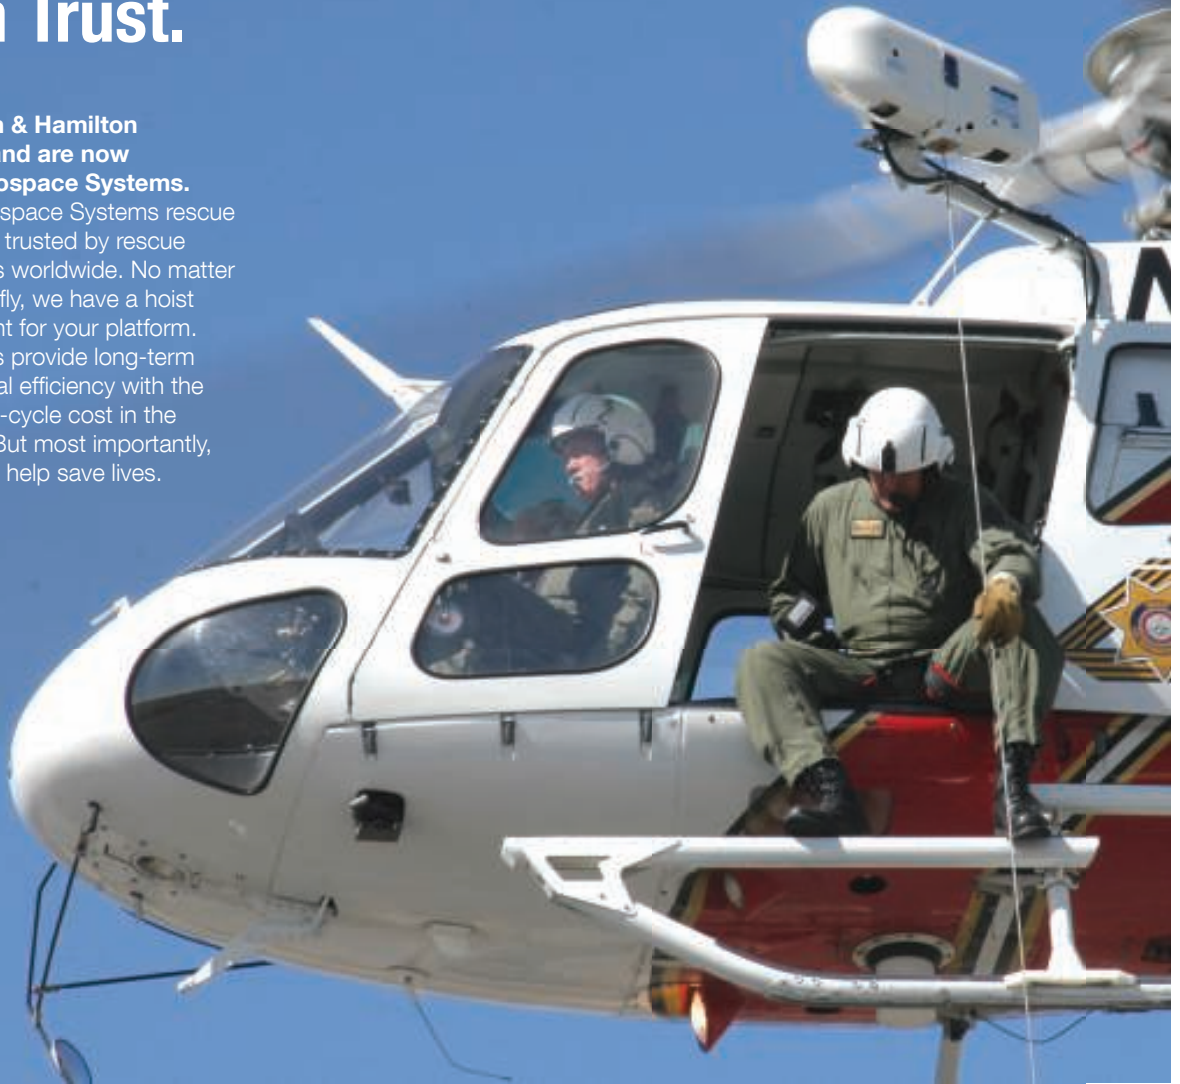 Trust.
& Hamilton
and are now
ospace Systems.
space Systems rescue
trusted by rescue
s worldwide. No matter
fly, we have a hoist
t for your platform.
s provide long-term
al efficiency with the
-cycle cost in the
But most importantly,
help save lives.
N